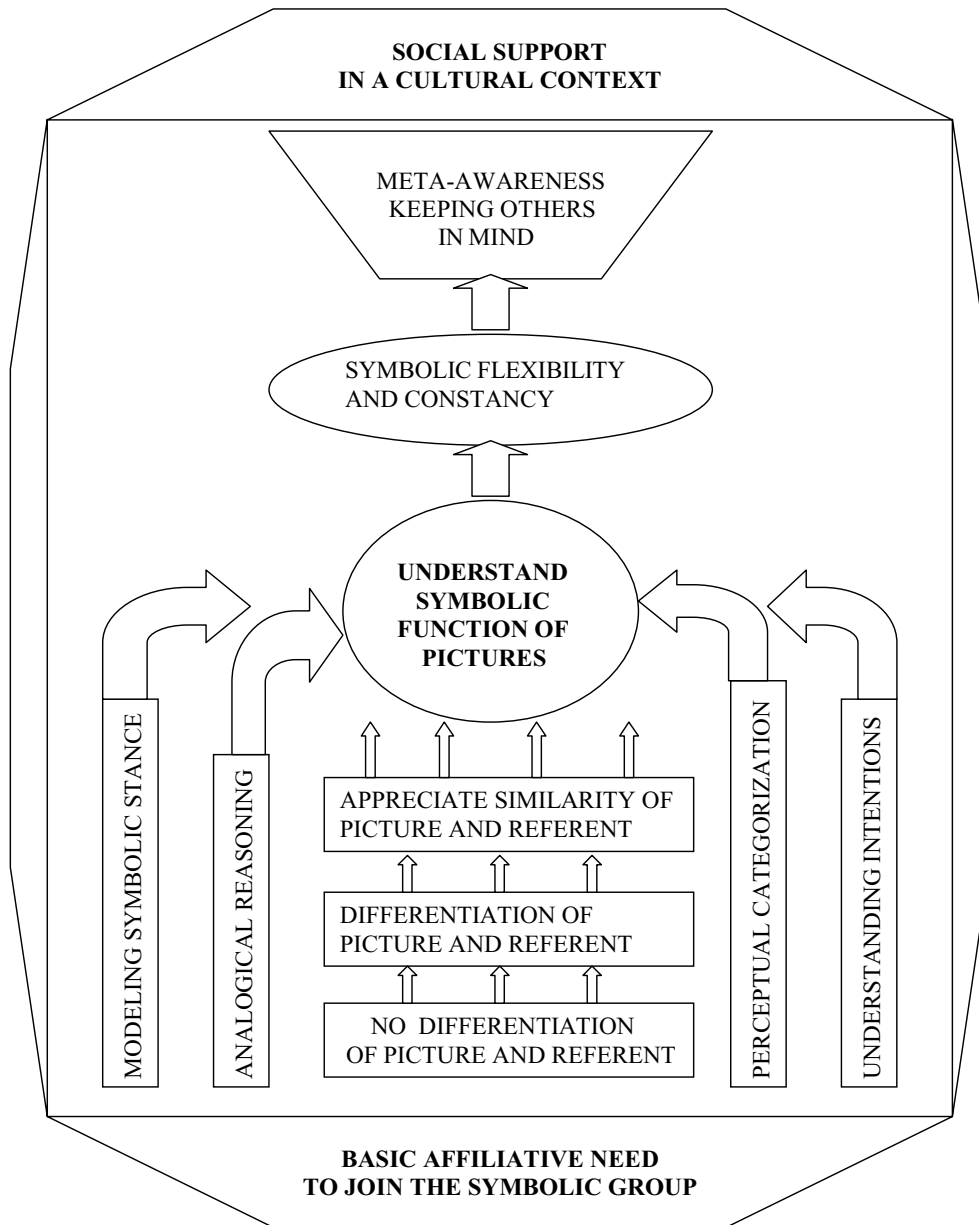 SOCIAL SUPPORT
IN A CULTURAL CONTEXT
META-AWARENESS
KEEPING OTHERS
IN MIND
SYMBOLIC FLEXIBILITY
AND CONSTANCY
UNDERSTAND
SYMBOLIC
FUNCTION OF
PICTURES
MODELING SYMBOLIC STANCE
ANALOGICAL REASONING
APPRECIATE SIMILARITY OF
PICTURE AND REFERENT
DIFFERENTIATION OF
PICTURE AND REFERENT
NO DIFFERENTIATION
OF PICTURE AND REFERENT
PERCEPTUAL CATEGORIZATION
UNDERSTANDING INTENTIONS
BASIC AFFILIATIVE NEED
TO JOIN THE SYMBOLIC GROUP